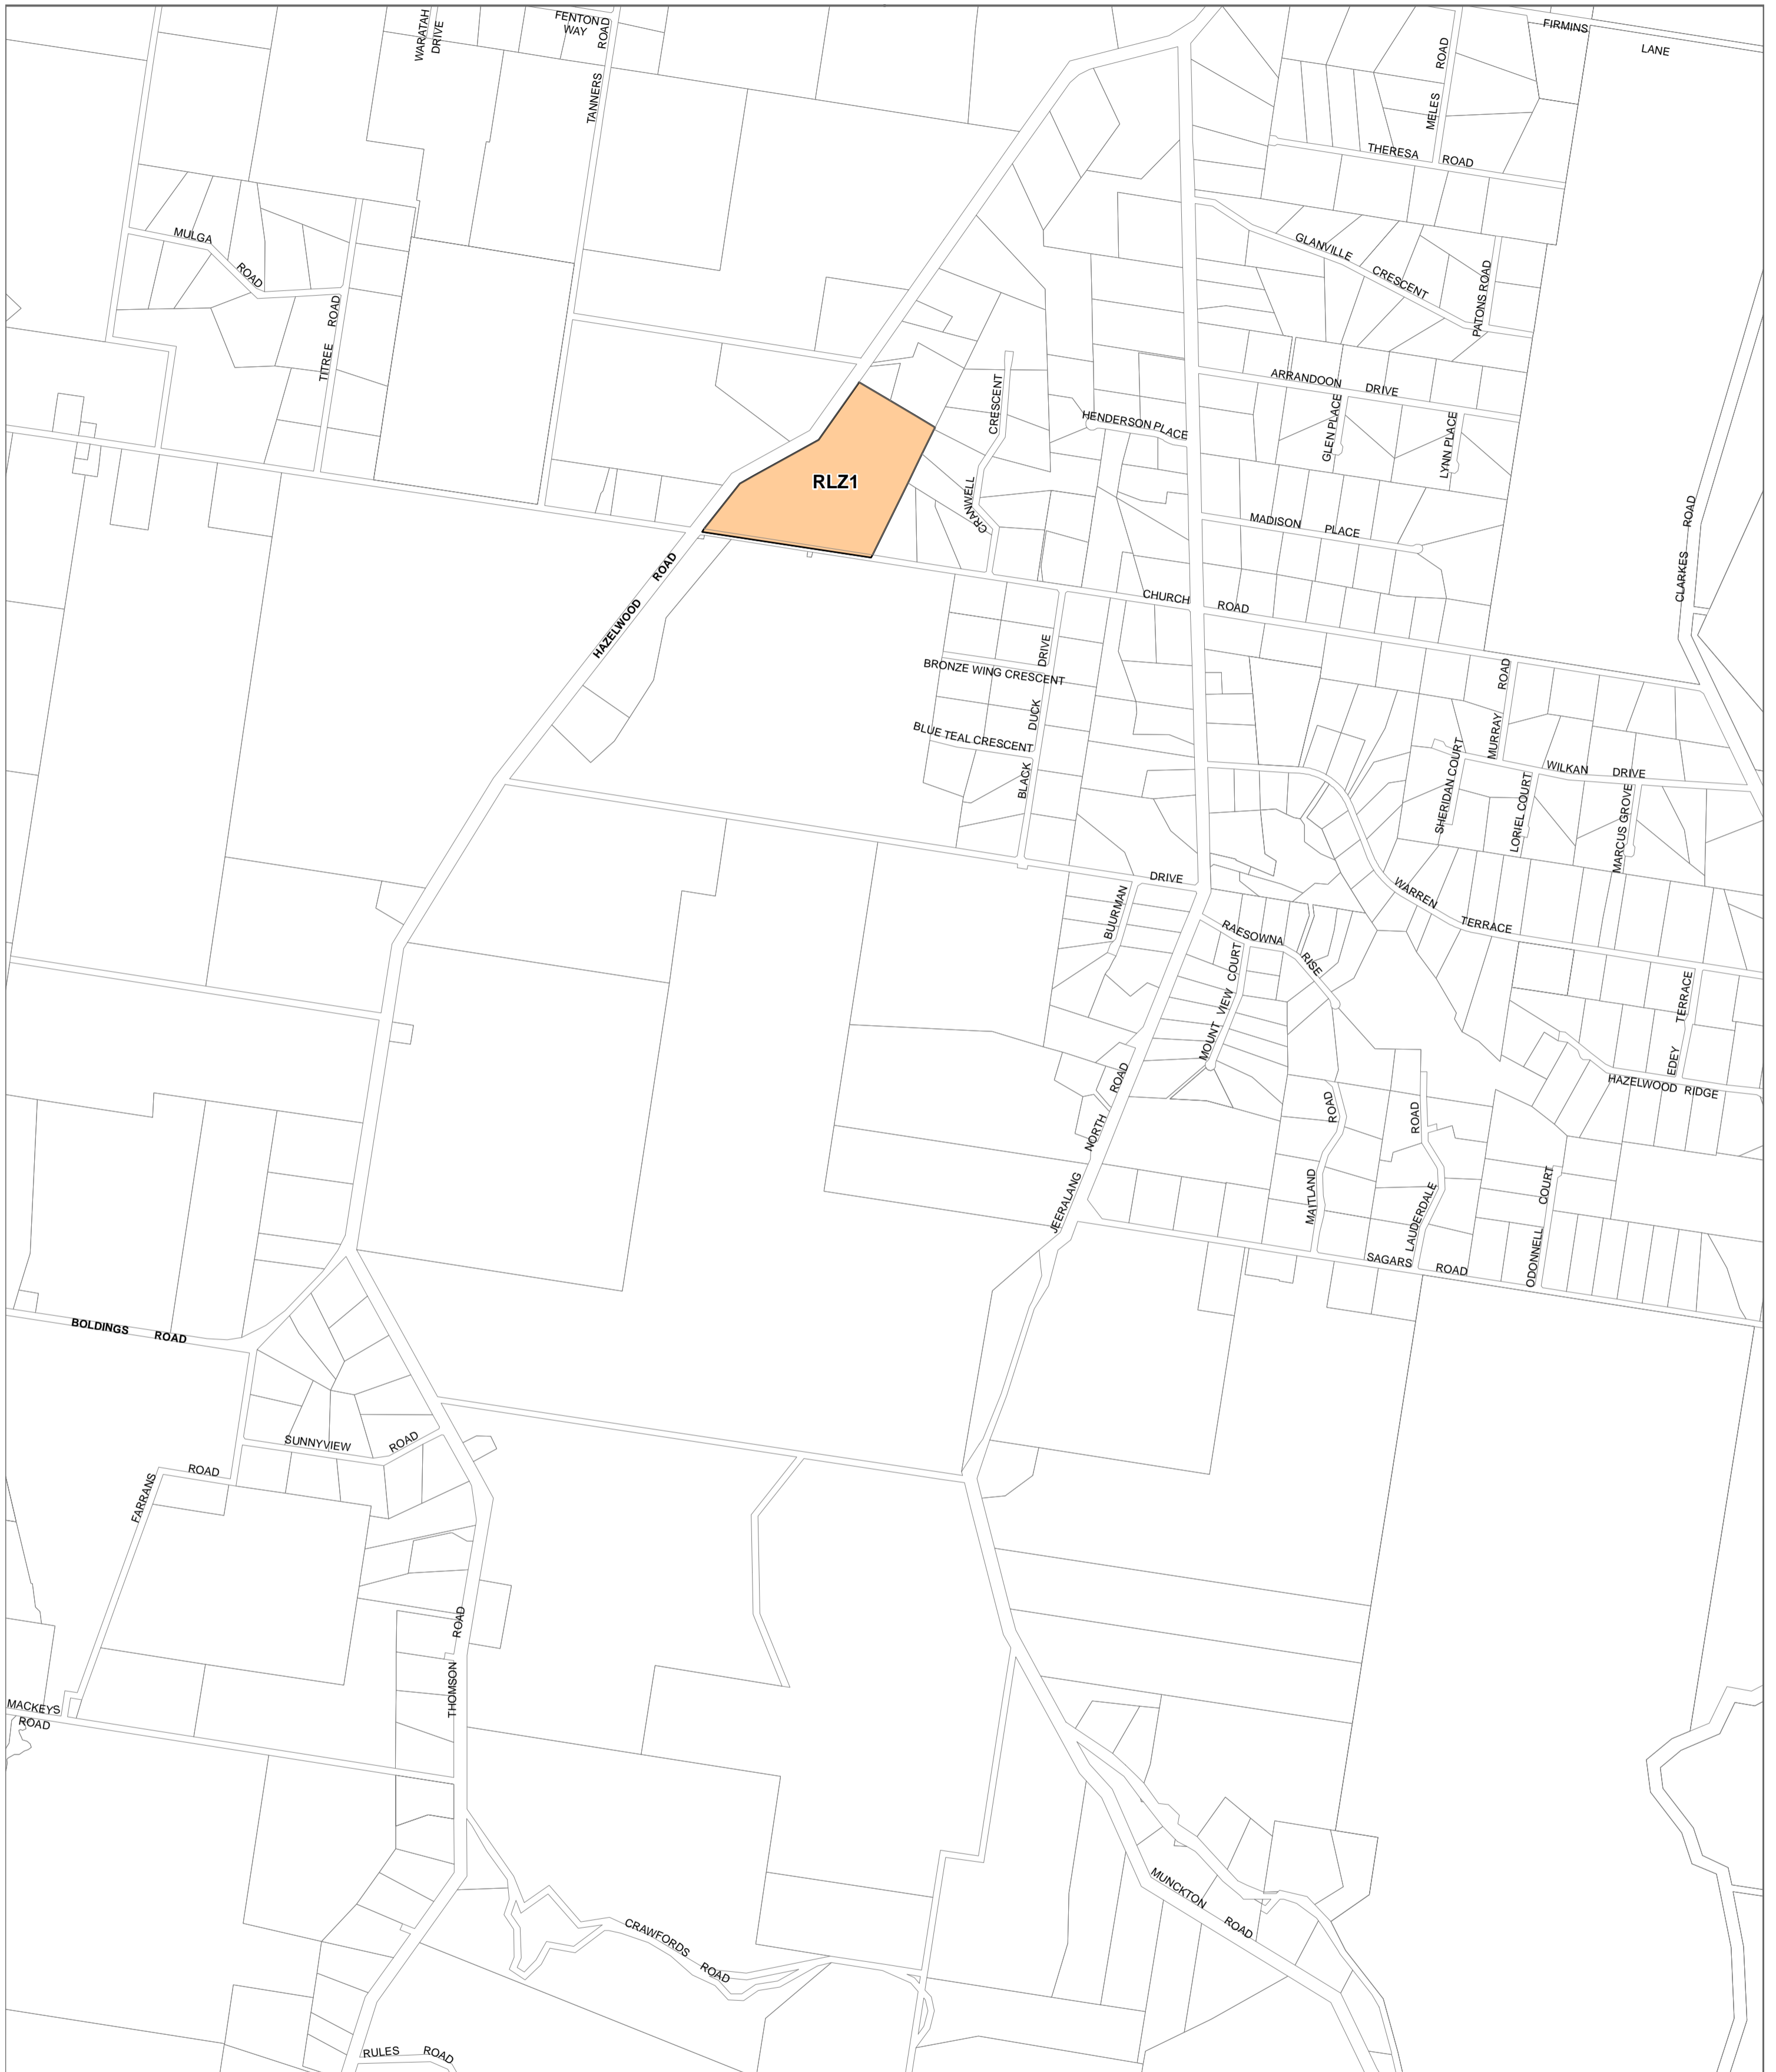 WARATAH
DRIVE
FENTON
WAY
TANNERS ROAD
FIRMINS
LANE
MELES ROAD
THERESA ROAD
MULGA ROAD
TITREE ROAD
GLANVILLE CRESCENT
PATONS ROAD
ARRANDOON DRIVE
GLEN PLACE
LYNN PLACE
HENDERSON PLACE
CRANWELL CRESCENT
RLZ1
MADISON PLACE
CLARKES ROAD
HAZELWOOD ROAD
CHURCH ROAD
BRONZE WING CRESCENT
BLUE TEAL CRESCENT
BLACK DUCK DRIVE
MURRAY ROAD
SHERIDAN COURT
WILKAN DRIVE
LORIEL COURT
MARCUS GROVE
BUURMAN DRIVE
WARREN TERRACE
RAESOWNA RISE
MOUNT VIEW COURT
EDEY TERRACE
HAZELWOOD RIDGE
JEERALANG NORTH ROAD
MAITLAND ROAD
LAUDERDALE ROAD
ODONNELL COURT
SAGARS ROAD
BOLDINGS ROAD
SUNNYVIEW ROAD
FARRANS ROAD
THOMSON ROAD
MACKEYS
ROAD
MUNCKTON ROAD
CRAWFORDS ROAD
RULES ROAD